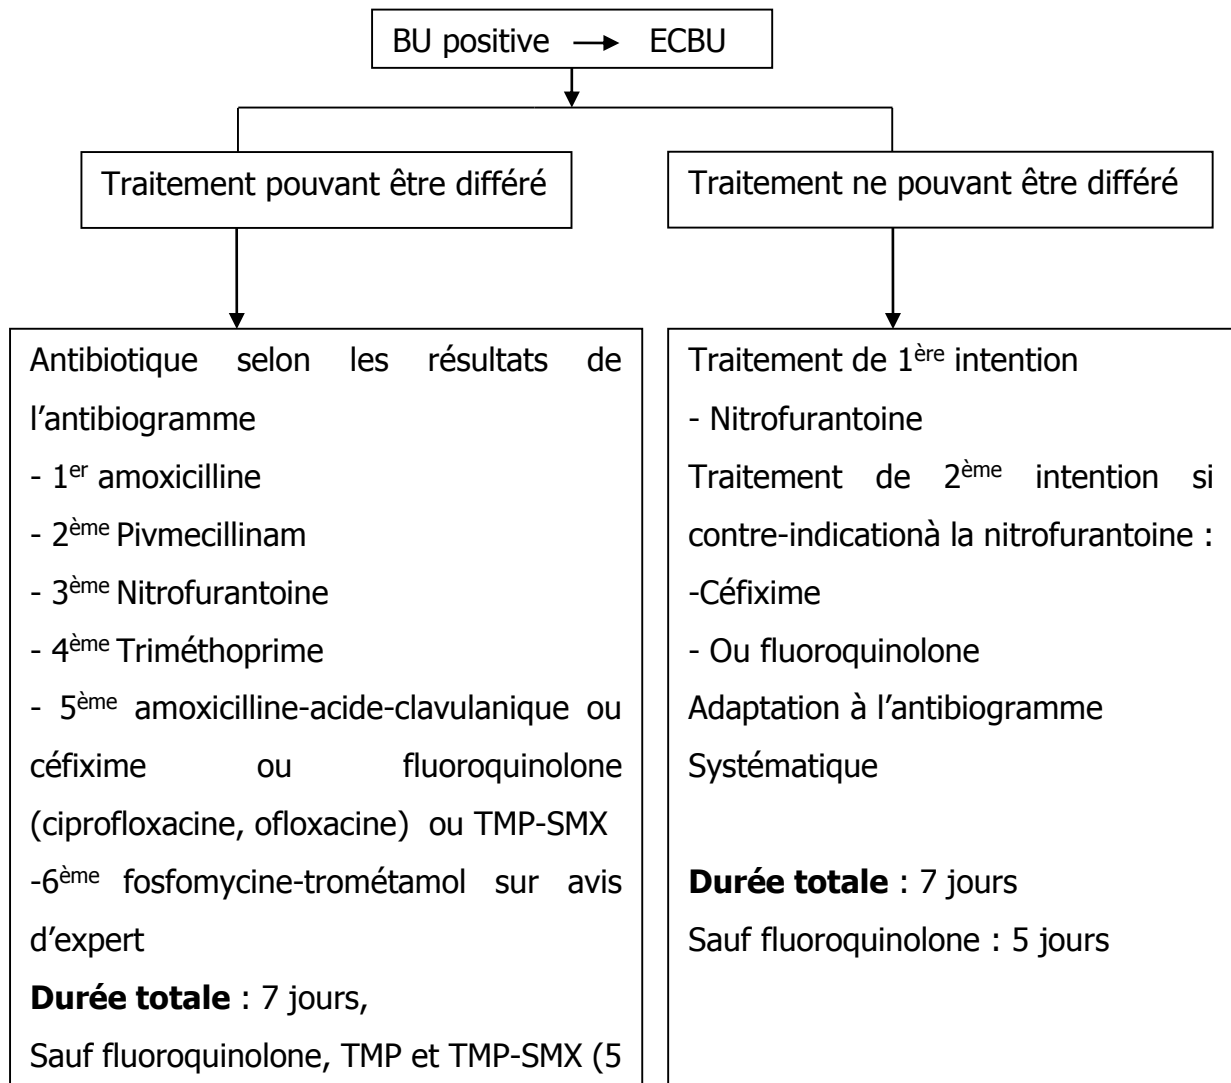 BU positive → ECBU
Traitement pouvant être différé
Traitement ne pouvant être différé
Antibiotique selon les résultats de
l’antibiogramme
- 1er amoxicilline
- 2ème Pivmecillinam
- 3ème Nitrofurantoine
- 4ème Triméthoprime
- 5ème amoxicilline-acide-clavulanique ou
céfixime ou fluoroquinolone
(ciprofloxacine, ofloxacine) ou TMP-SMX
-6ème fosfomycine-trométamol sur avis
d’expert
Durée totale : 7 jours,
Sauf fluoroquinolone, TMP et TMP-SMX (5
Traitement de 1ère intention
- Nitrofurantoine
Traitement de 2ème intention si
contre-indicationà la nitrofurantoine :
-Céfixime
- Ou fluoroquinolone
Adaptation à l’antibiogramme
Systématique
Durée totale : 7 jours
Sauf fluoroquinolone : 5 jours